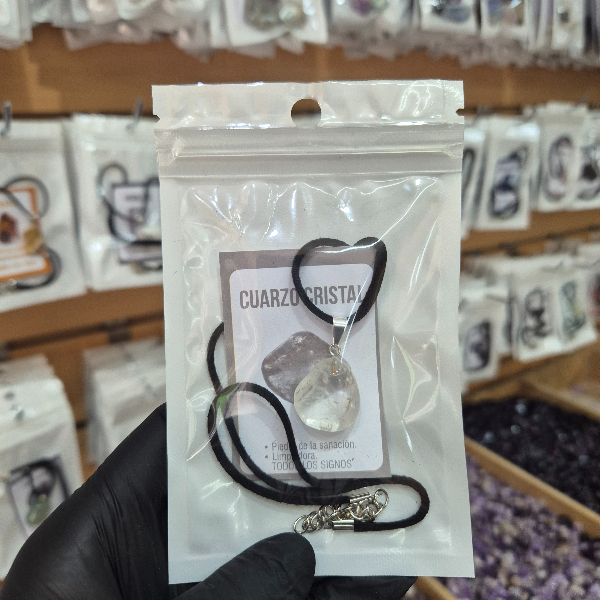 CUARZO CRISTAL
• Piedra de la sanación.
• Limpiadora.
TODOS LOS SIGNOS